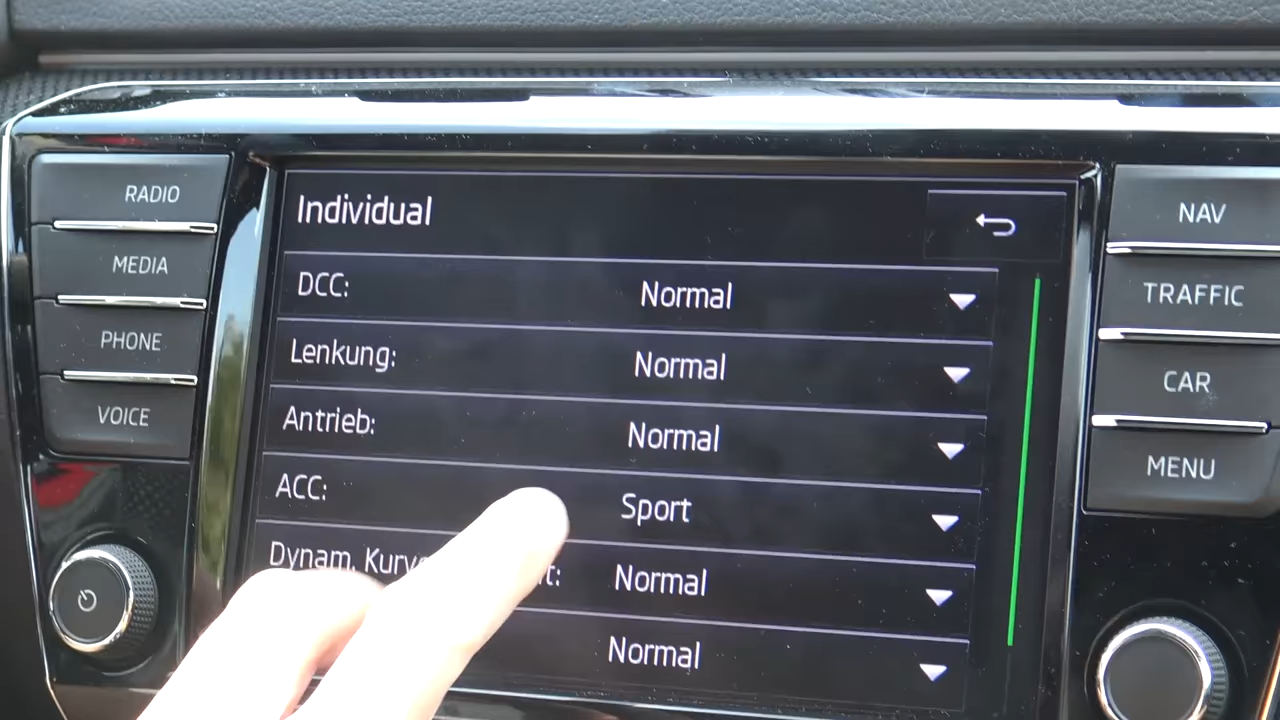 RADIO
MEDIA
PHONE
VOICE
Individual
DCC: Normal
Lenkung: Normal
Antrieb: Normal
ACC: Sport
Dynam. Normal
Normal
NAV
TRAFFIC
CAR
MENU